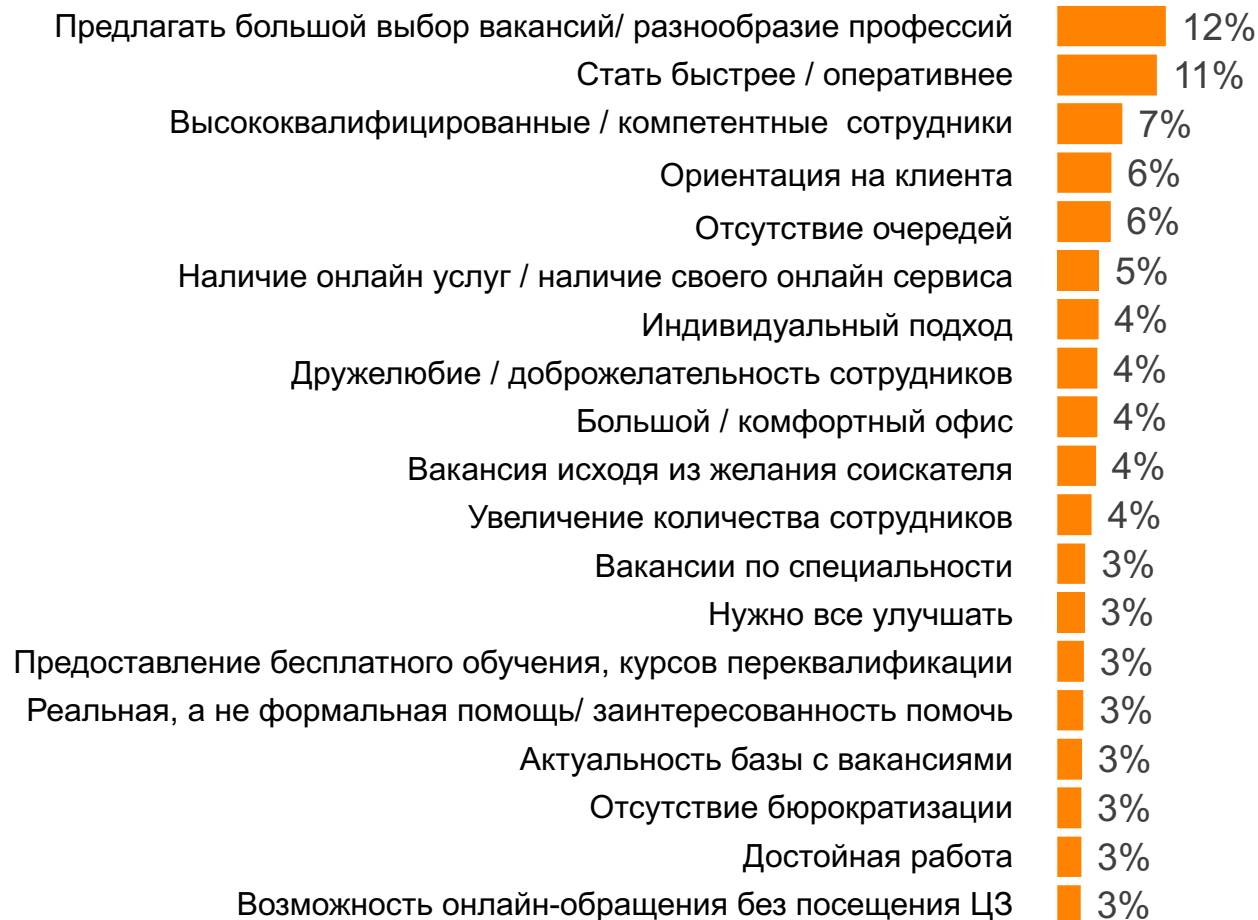 Предлагать большой выбор вакансий/ разнообразие профессий 12%
Стать быстрее / оперативнее 11%
Высококвалифицированные / компетентные сотрудники 7%
Ориентация на клиента 6%
Отсутствие очередей 6%
Наличие онлайн услуг / наличие своего онлайн сервиса 5%
Индивидуальный подход 4%
Дружелюбие / доброжелательность сотрудников 4%
Большой / комфортный офис 4%
Вакансия исходя из желания соискателя 4%
Увеличение количества сотрудников 4%
Вакансии по специальности 3%
Нужно все улучшать 3%
Предоставление бесплатного обучения, курсов переквалификации 3%
Реальная, а не формальная помощь/ заинтересованность помочь 3%
Актуальность базы с вакансиями 3%
Отсутствие бюрократизации 3%
Достойная работа 3%
Возможность онлайн-обращения без посещения ЦЗ 3%